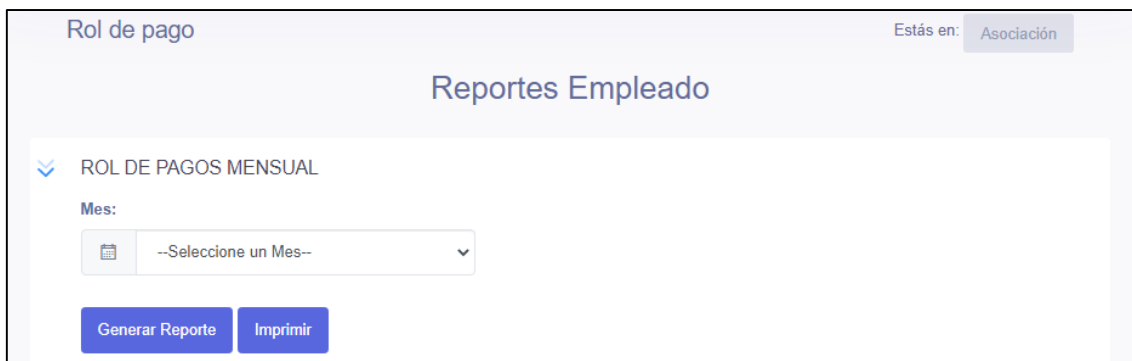 Rol de pago
Estás en: Asociación
Reportes Empleado
ROL DE PAGOS MENSUAL
Mes:
--Seleccione un Mes--
Generar Reporte Imprimir